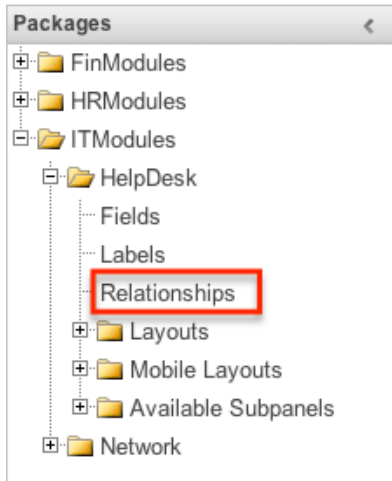 Packages
FinModules
HRModules
ITModules
HelpDesk
Fields
Labels
Relationships
Layouts
Mobile Layouts
Available Subpanels
Network